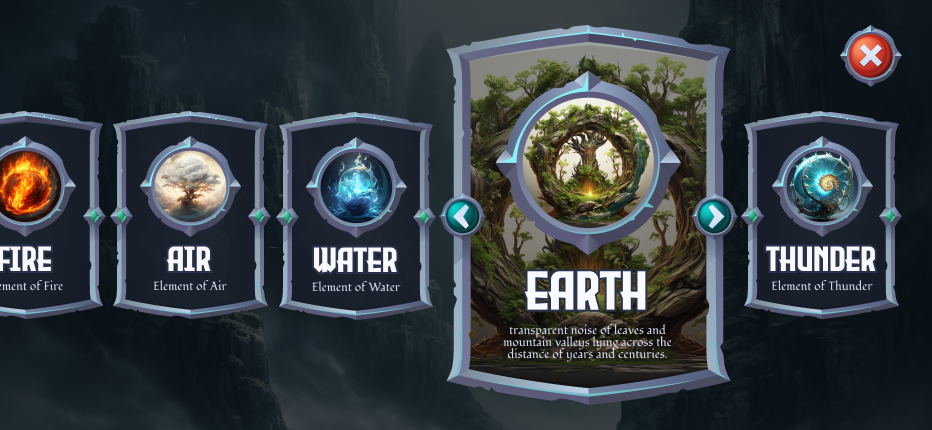 FIRE
ement of Fire
AIR
Element of Air
WATER
Element of Water
EARTH
transparent noise of leaves and
mountain valleys lying across the
distance of years and centuries.
THUNDER
Element of Thunder